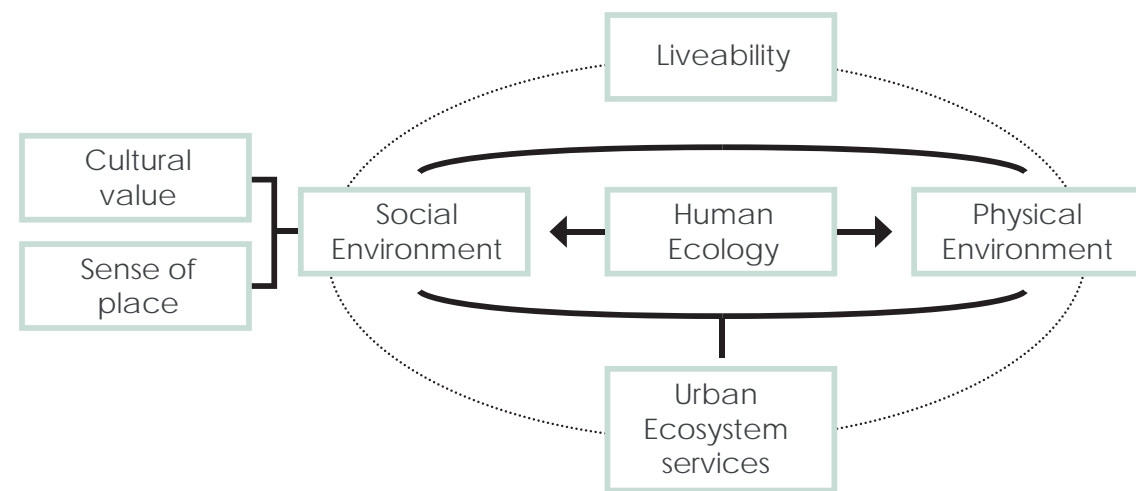 Liveability
Cultural
value
Sense of
place
Social
Environment
Human
Ecology
Physical
Environment
Urban
Ecosystem
services